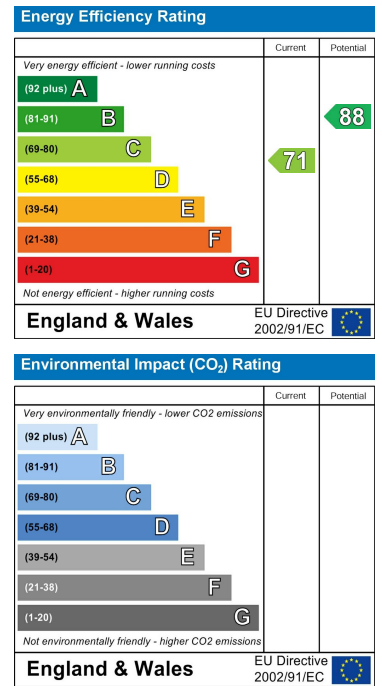 Energy Efficiency Rating
Current Potential
Very energy efficient - lower running costs
(92 plus) A
(81-91) B
(69-80) C
(55-68) D
(39-54) E
(21-38) F
(1-20) G
71
88
Not energy efficient - higher running costs
England & Wales
EU Directive
2002/91/EC
Environmental Impact (CO₂) Rating
Current Potential
Very environmentally friendly - lower CO2 emissions
(92 plus) A
(81-91) B
(69-80) C
(55-68) D
(39-54) E
(21-38) F
(1-20) G
Not environmentally friendly - higher CO2 emissions
England & Wales
EU Directive
2002/91/EC